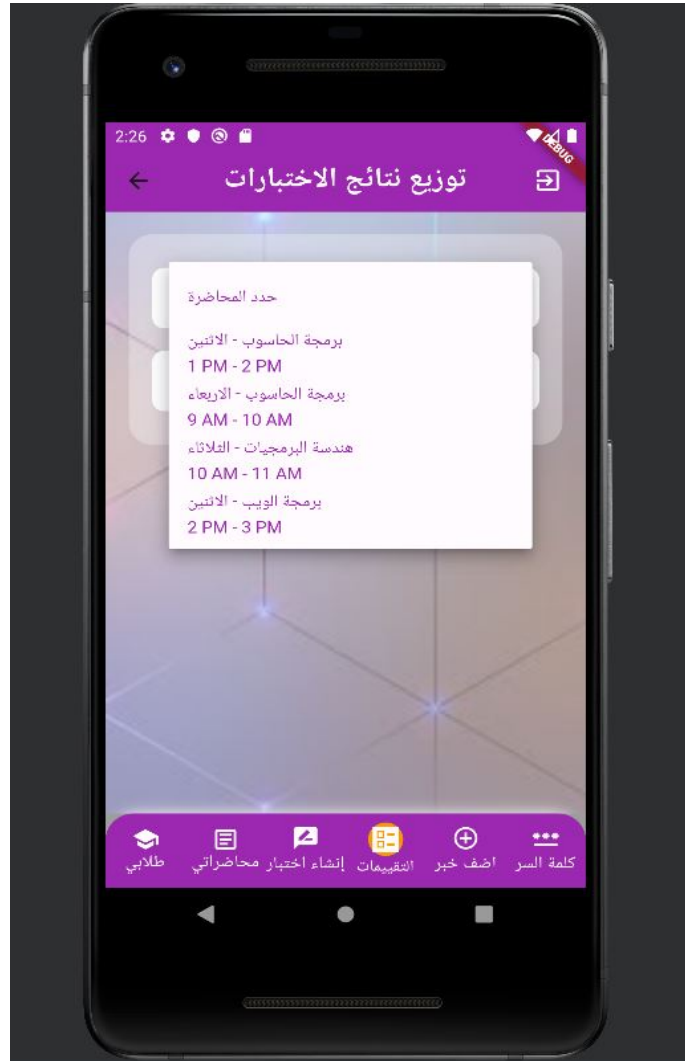 2:26
DEBUG
توزيع نتائج الاختبارات
حدد المحاضرة
برمجة الحاسوب - الاثنين
1 PM - 2 PM
برمجة الحاسوب - الاربعاء
9 AM - 10 AM
هندسة البرمجيات - الثلاثاء
10 AM - 11 AM
برمجة الويب - الاثنين
2 PM - 3 PM
كلمة السر
اضف خبر
التقييمات
إنشاء اختبار
محاضراتي
طلابي